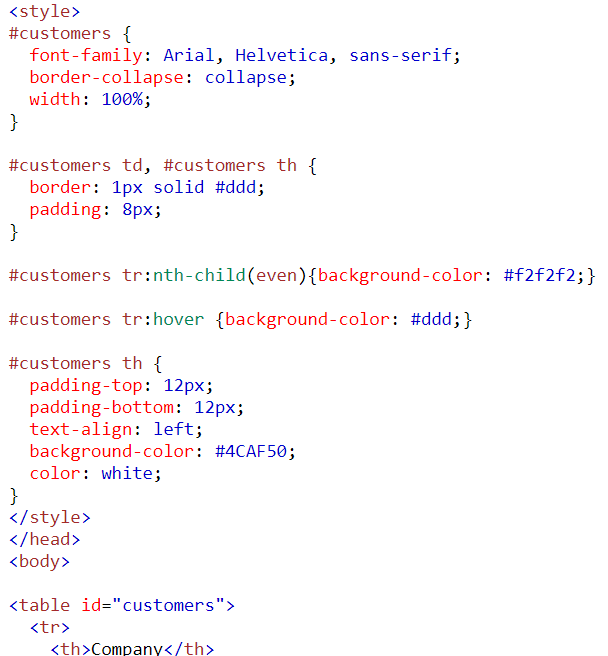 <style>
#customers {
  font-family: Arial, Helvetica, sans-serif;
  border-collapse: collapse;
  width: 100%;
}

#customers td, #customers th {
  border: 1px solid #ddd;
  padding: 8px;
}

#customers tr:nth-child(even){background-color: #f2f2f2;}

#customers tr:hover {background-color: #ddd;}

#customers th {
  padding-top: 12px;
  padding-bottom: 12px;
  text-align: left;
  background-color: #4CAF50;
  color: white;
}
</style>
</head>
<body>

<table id="customers">
  <tr>
    <th>Company</th>